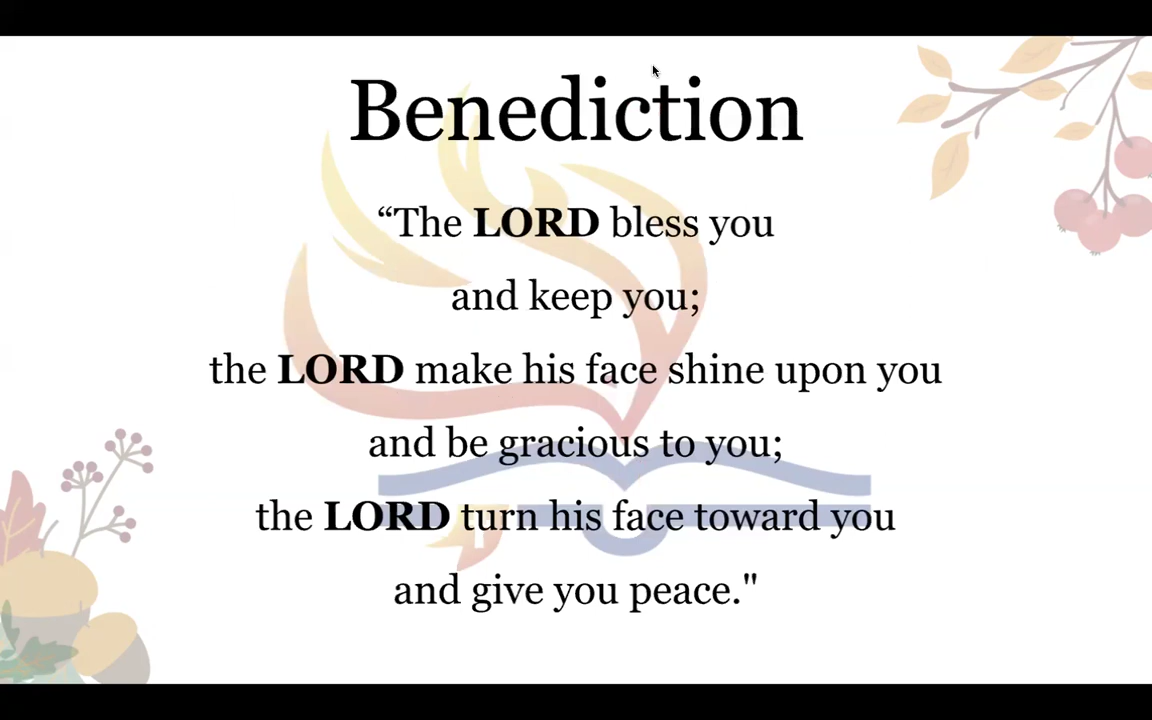 Benediction
“The LORD bless you
and keep you;
the LORD make his face shine upon you
and be gracious to you;
the LORD turn his face toward you
and give you peace."